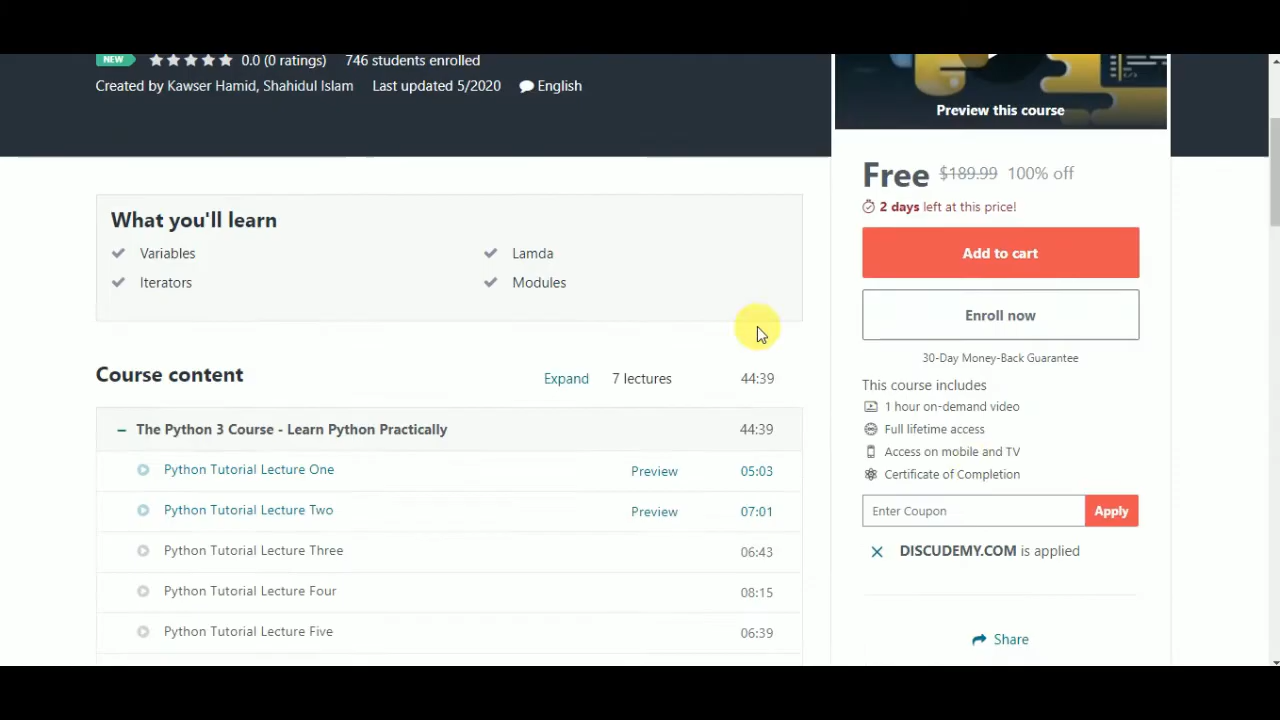 NEW 0.0 (0 ratings) 746 students enrolled
Created by Kawser Hamid, Shahidul Islam Last updated 5/2020 English
Preview this course
Free $189.99 100% off
2 days left at this price!
Add to cart
Enroll now
30-Day Money-Back Guarantee
This course includes
1 hour on-demand video
Full lifetime access
Access on mobile and TV
Certificate of Completion
Enter Coupon Apply
DISCUDEMY.COM is applied
Share
What you'll learn
Variables Lamda
Iterators Modules
Course content Expand 7 lectures 44:39
The Python 3 Course - Learn Python Practically 44:39
Python Tutorial Lecture One Preview 05:03
Python Tutorial Lecture Two Preview 07:01
Python Tutorial Lecture Three 06:43
Python Tutorial Lecture Four 08:15
Python Tutorial Lecture Five 06:39